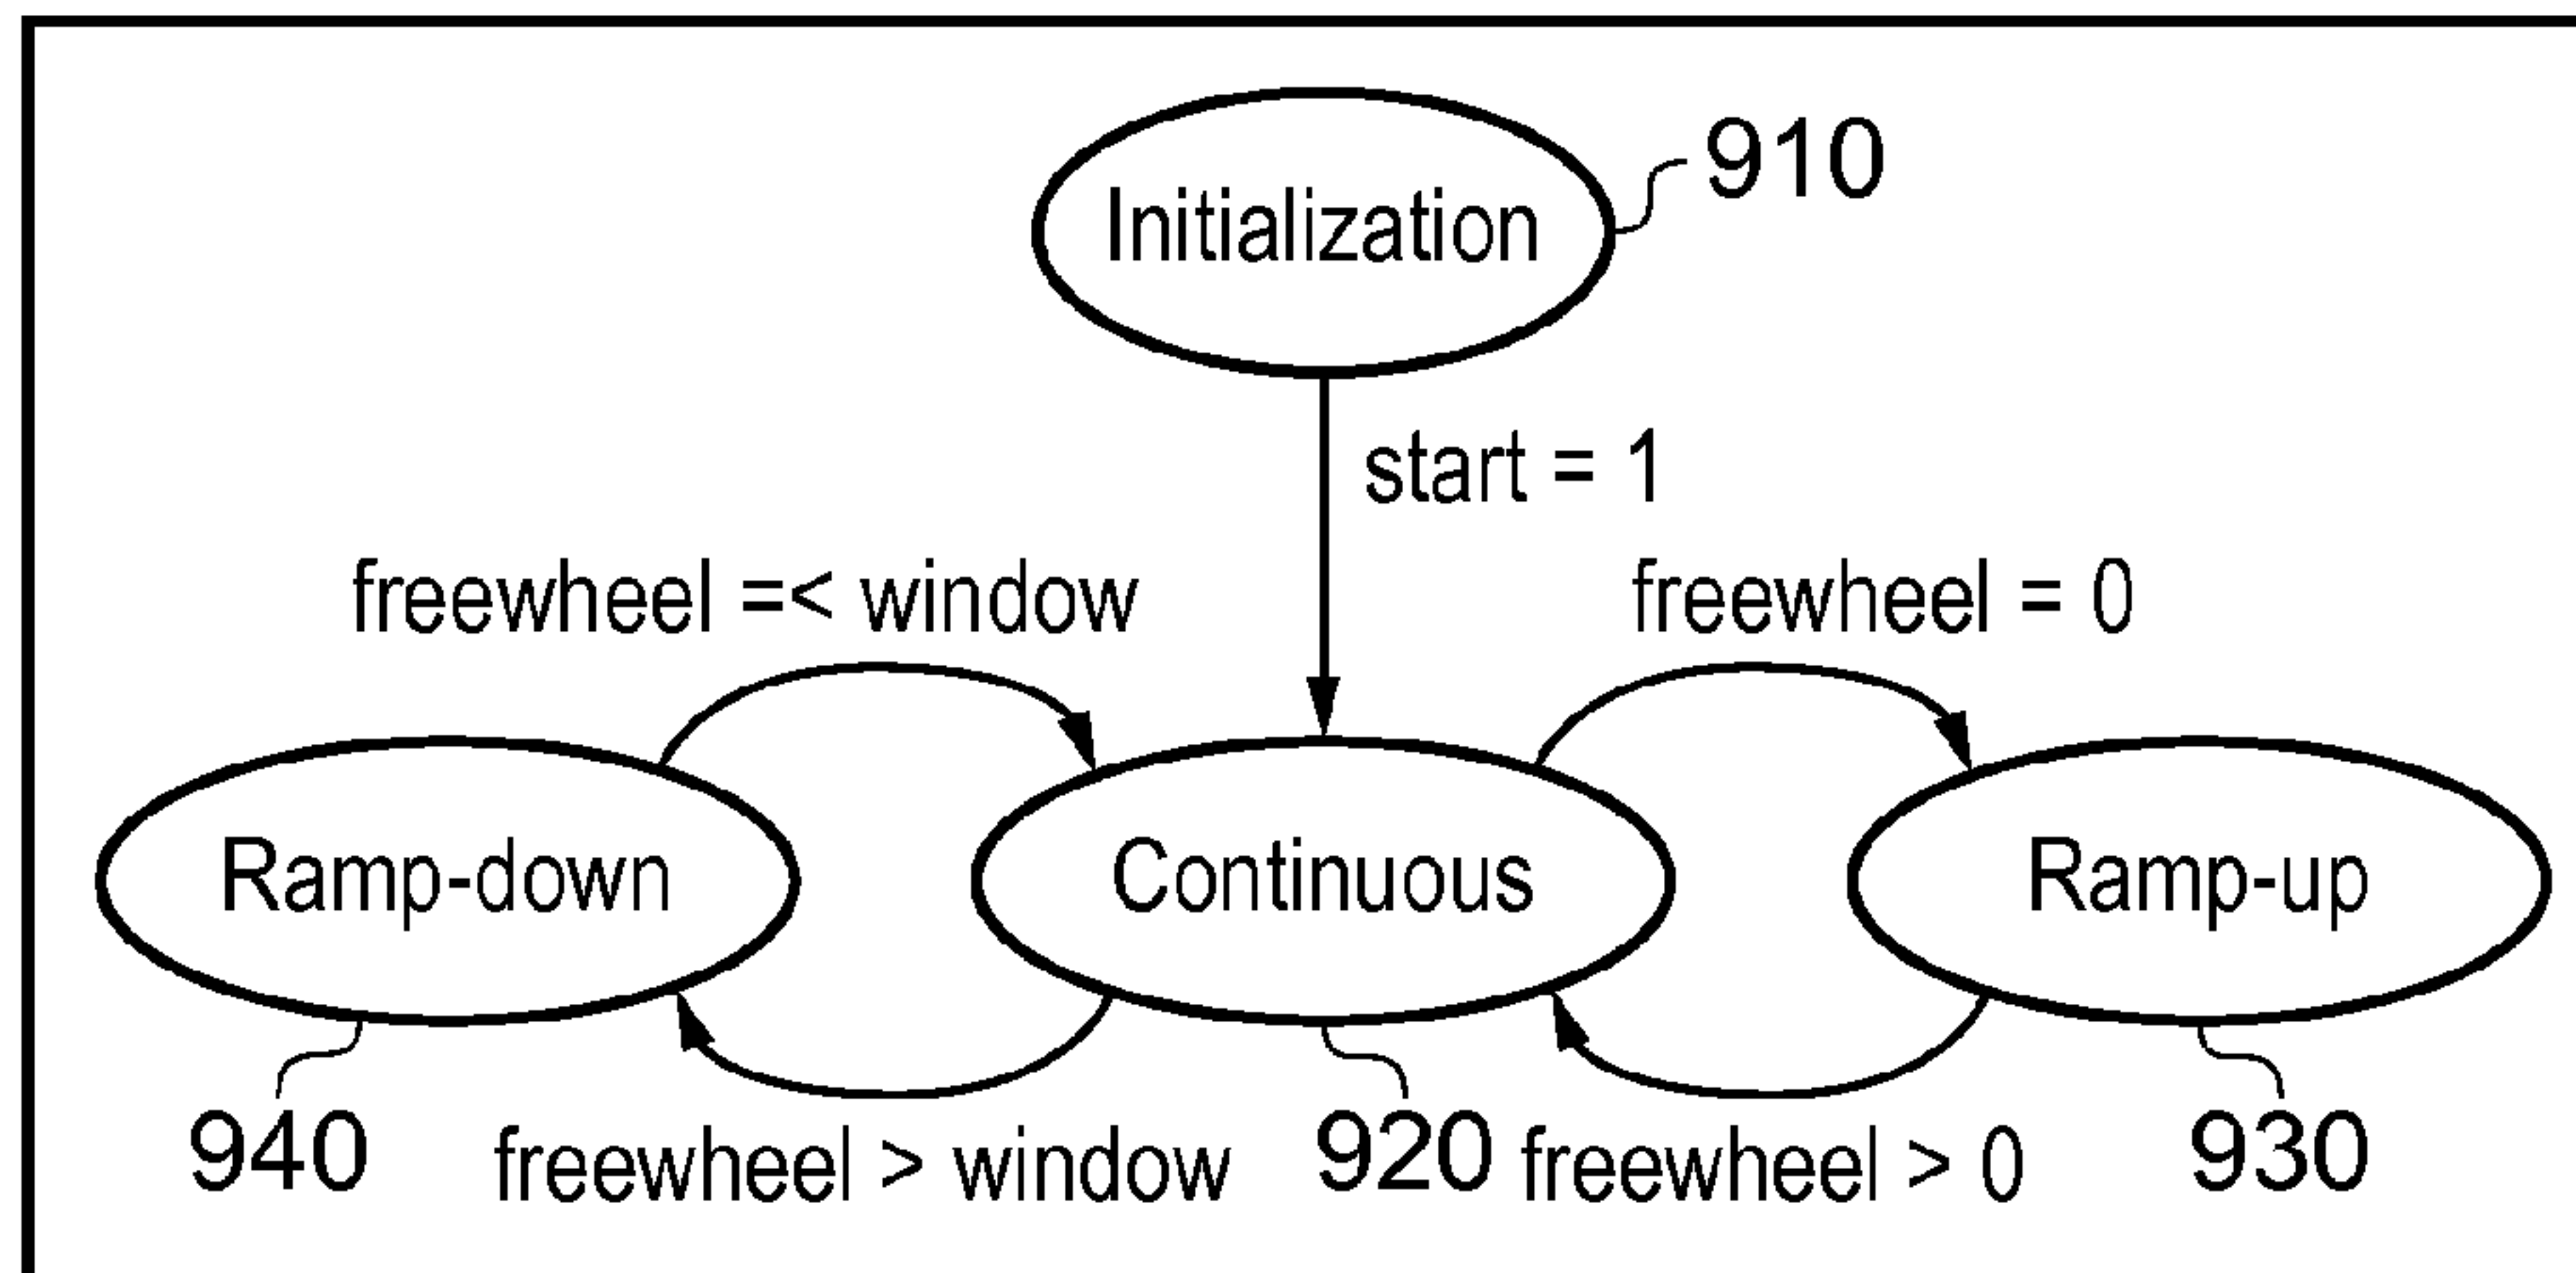 Initialization
910
start = 1
freewheel =< window
freewheel = 0
Ramp-down
Continuous
Ramp-up
940
freewheel > window
920
freewheel > 0
930